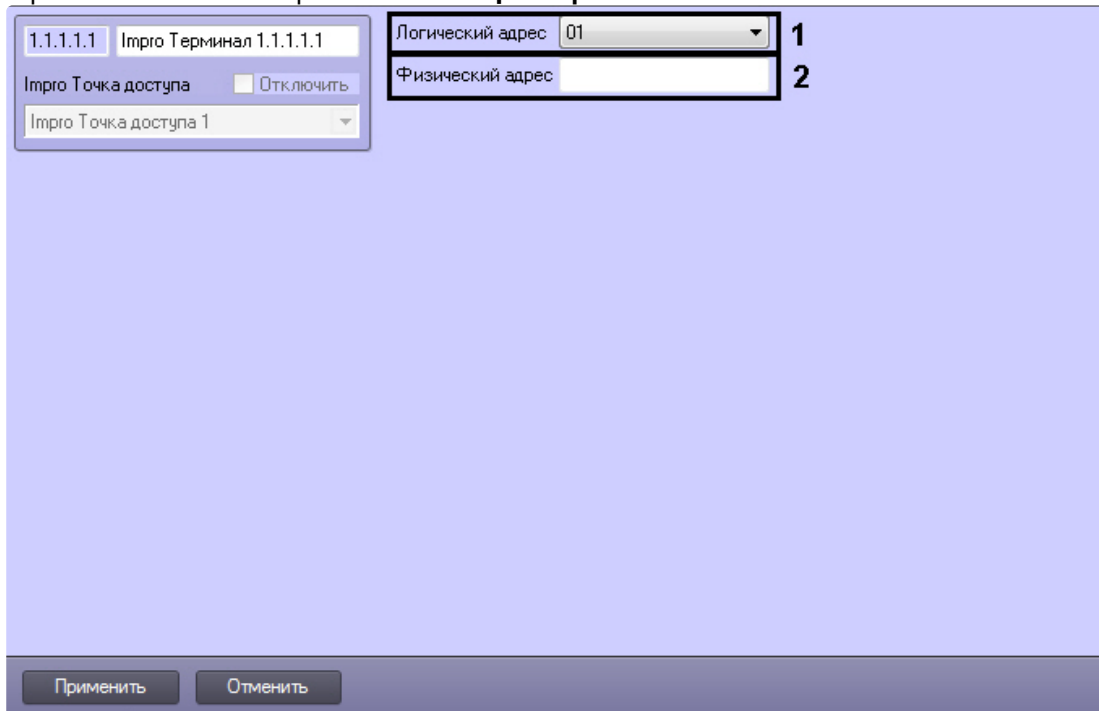 1.1.1.1.1 Impro Терминал 1.1.1.1.1
Impro Точка доступа Отключить
Impro Точка доступа 1
Логический адрес 01 1
Физический адрес 2
Применить Отменить